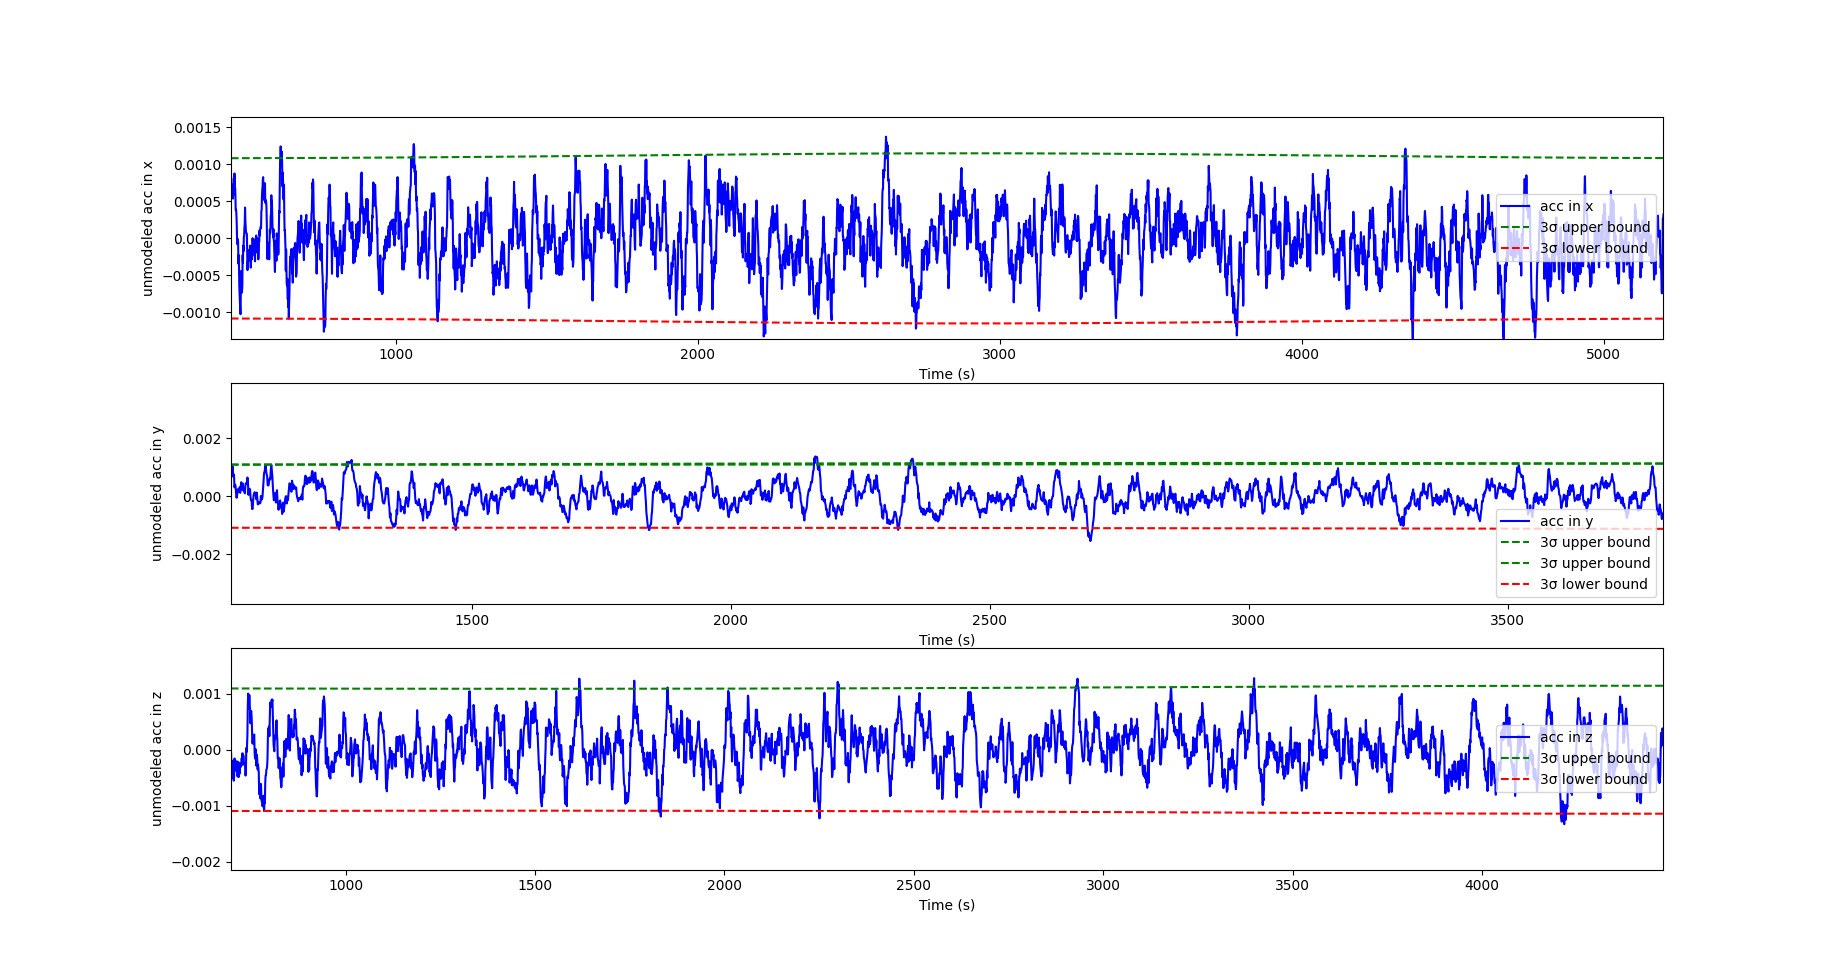 unmodeled acc in x
0.0015
0.0010
0.0005
0.0000
−0.0005
−0.0010
acc in x
3σ upper bound
3σ lower bound
1000 2000 3000 4000 5000
Time (s)
unmodeled acc in y
0.002
0.000
−0.002
acc in y
3σ upper bound
3σ upper bound
3σ lower bound
1500 2000 2500 3000 3500
Time (s)
unmodeled acc in z
0.001
0.000
−0.001
−0.002
acc in z
3σ upper bound
3σ lower bound
1000 1500 2000 2500 3000 3500 4000
Time (s)